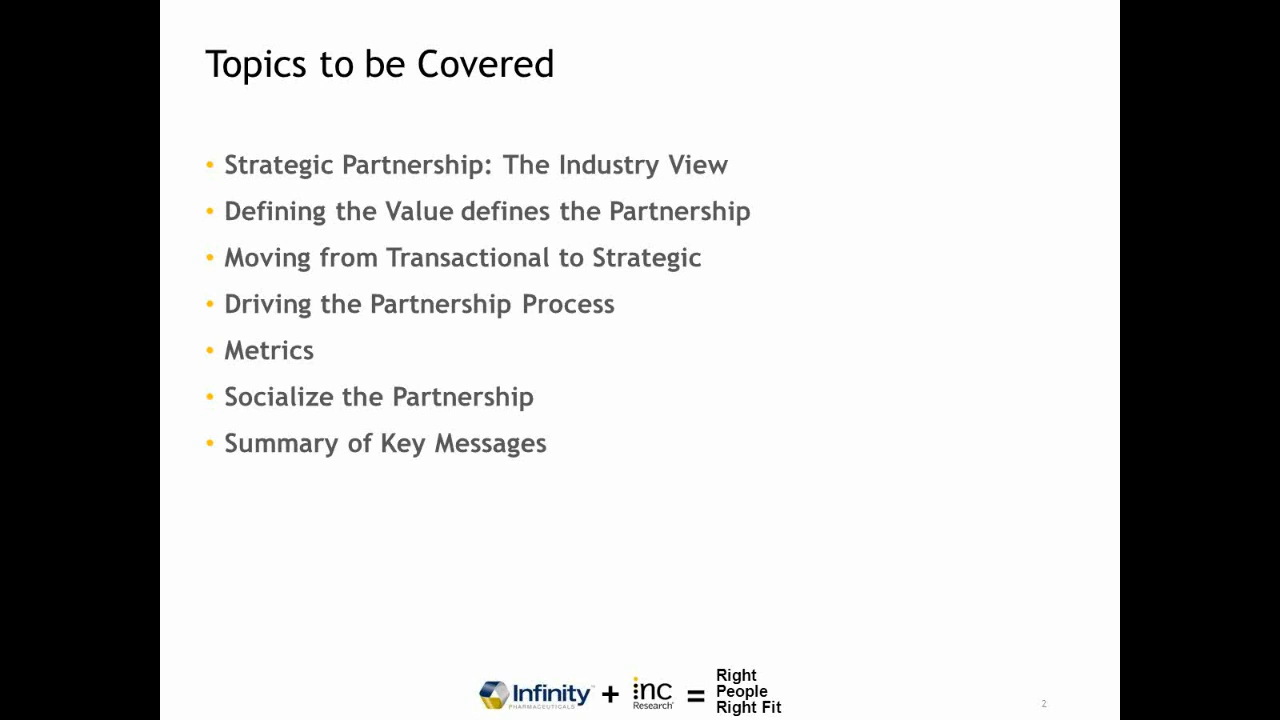 Topics to be Covered
• Strategic Partnership: The Industry View
• Defining the Value defines the Partnership
• Moving from Transactional to Strategic
• Driving the Partnership Process
• Metrics
• Socialize the Partnership
• Summary of Key Messages
Infinity™
PHARMACEUTICALS
+
inc
Research®
=
Right
People
Right Fit
2